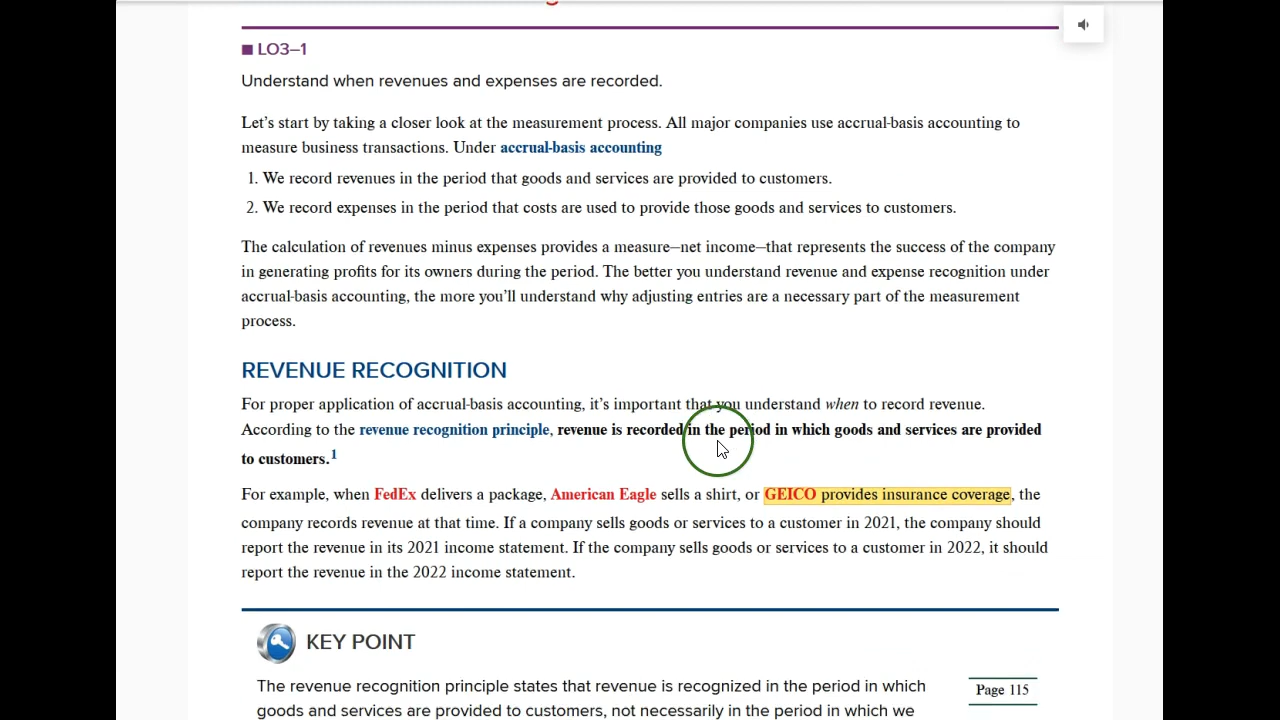 LO3–1
Understand when revenues and expenses are recorded.
Let’s start by taking a closer look at the measurement process. All major companies use accrual-basis accounting to
measure business transactions. Under accrual-basis accounting
1. We record revenues in the period that goods and services are provided to customers.
2. We record expenses in the period that costs are used to provide those goods and services to customers.
The calculation of revenues minus expenses provides a measure—net income—that represents the success of the company
in generating profits for its owners during the period. The better you understand revenue and expense recognition under
accrual-basis accounting, the more you’ll understand why adjusting entries are a necessary part of the measurement
process.
REVENUE RECOGNITION
For proper application of accrual-basis accounting, it’s important that you understand when to record revenue.
According to the revenue recognition principle, revenue is recorded in the period in which goods and services are provided
to customers.1
For example, when FedEx delivers a package, American Eagle sells a shirt, or GEICO provides insurance coverage, the
company records revenue at that time. If a company sells goods or services to a customer in 2021, the company should
report the revenue in its 2021 income statement. If the company sells goods or services to a customer in 2022, it should
report the revenue in the 2022 income statement.
KEY POINT
The revenue recognition principle states that revenue is recognized in the period in which
Page 115
goods and services are provided to customers, not necessarily in the period in which we